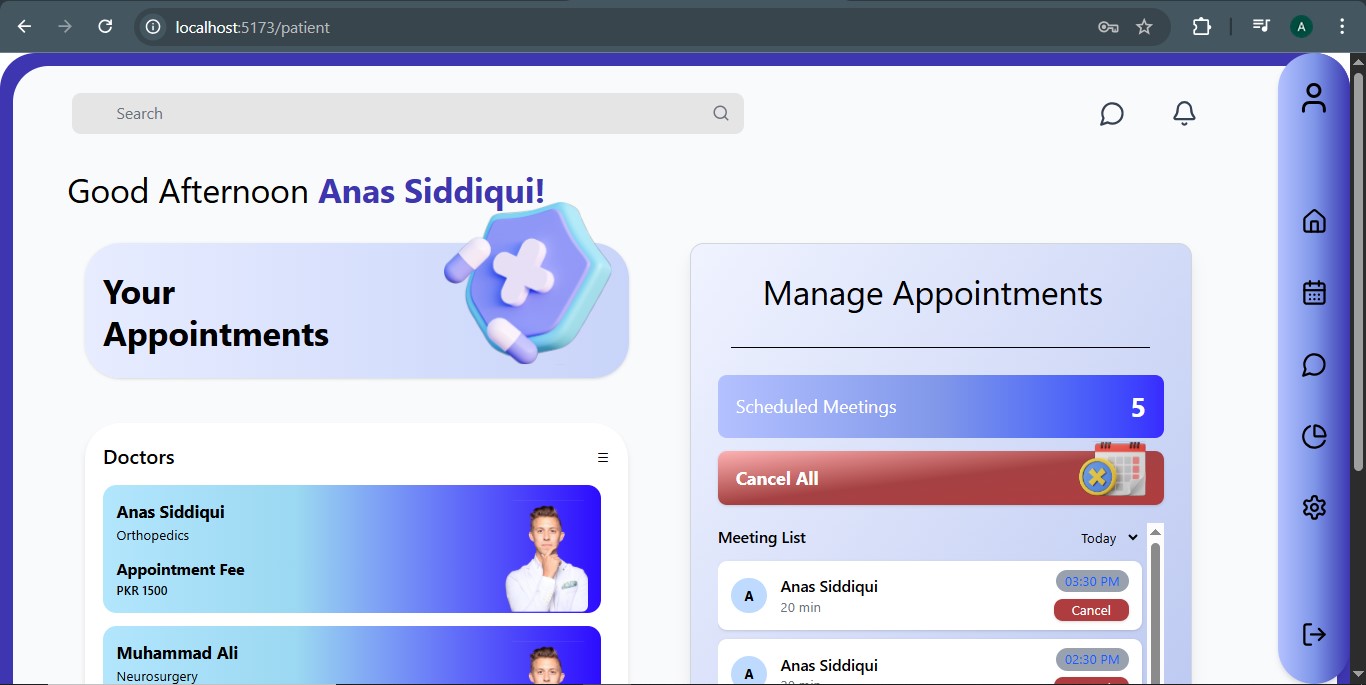 localhost:5173/patient
A
Search
Good Afternoon Anas Siddiqui!
Your
Appointments
Doctors
Anas Siddiqui
Orthopedics
Appointment Fee
PKR 1500
Muhammad Ali
Neurosurgery
Manage Appointments
Scheduled Meetings 5
Cancel All
Meeting List Today
A Anas Siddiqui 03:30 PM
20 min Cancel
A Anas Siddiqui 02:30 PM
20 min